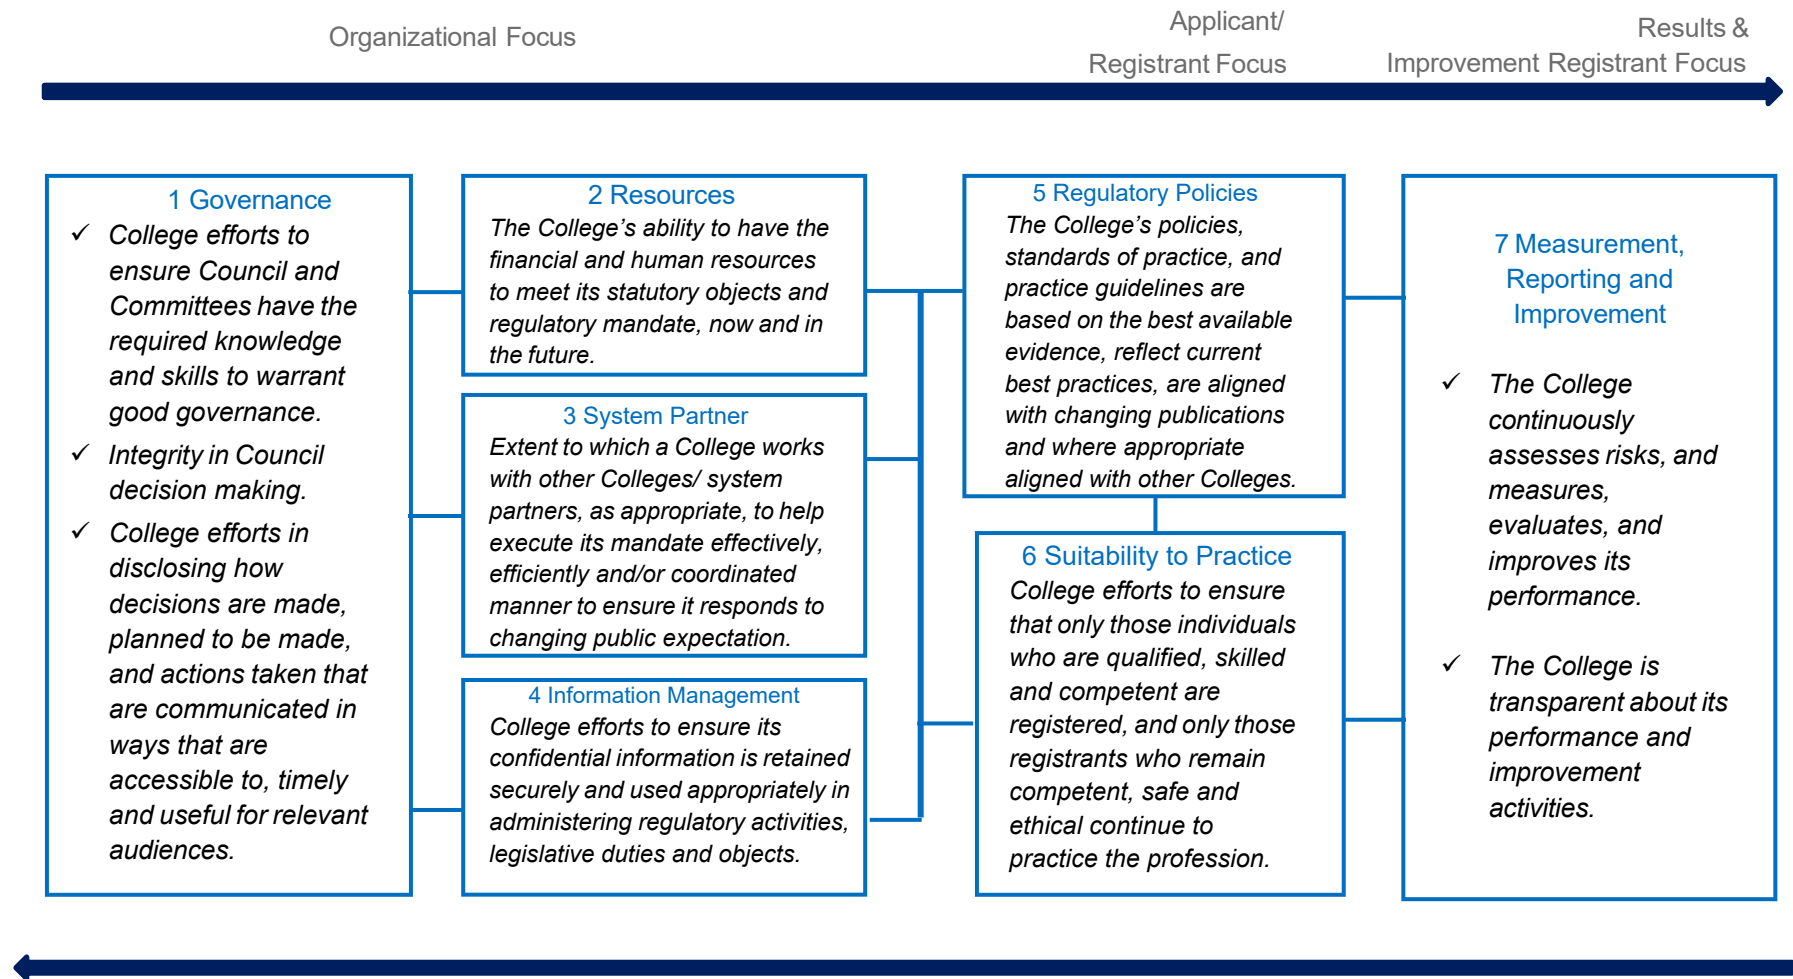 Organizational Focus
Applicant/
Registrant Focus
Results &
Improvement Registrant Focus
1 Governance
✓ College efforts to
ensure Council and
Committees have the
required knowledge
and skills to warrant
good governance.
✓ Integrity in Council
decision making.
✓ College efforts in
disclosing how
decisions are made,
planned to be made,
and actions taken that
are communicated in
ways that are
accessible to, timely
and useful for relevant
audiences.
2 Resources
The College’s ability to have the
financial and human resources
to meet its statutory objects and
regulatory mandate, now and in
the future.
3 System Partner
Extent to which a College works
with other Colleges/ system
partners, as appropriate, to help
execute its mandate effectively,
efficiently and/or coordinated
manner to ensure it responds to
changing public expectation.
4 Information Management
College efforts to ensure its
confidential information is retained
securely and used appropriately in
administering regulatory activities,
legislative duties and objects.
5 Regulatory Policies
The College’s policies,
standards of practice, and
practice guidelines are
based on the best available
evidence, reflect current
best practices, are aligned
with changing publications
and where appropriate
aligned with other Colleges.
6 Suitability to Practice
College efforts to ensure
that only those individuals
who are qualified, skilled
and competent are
registered, and only those
registrants who remain
competent, safe and
ethical continue to
practice the profession.
7 Measurement,
Reporting and
Improvement
✓ The College
continuously
assesses risks, and
measures,
evaluates, and
improves its
performance.
✓ The College is
transparent about its
performance and
improvement
activities.